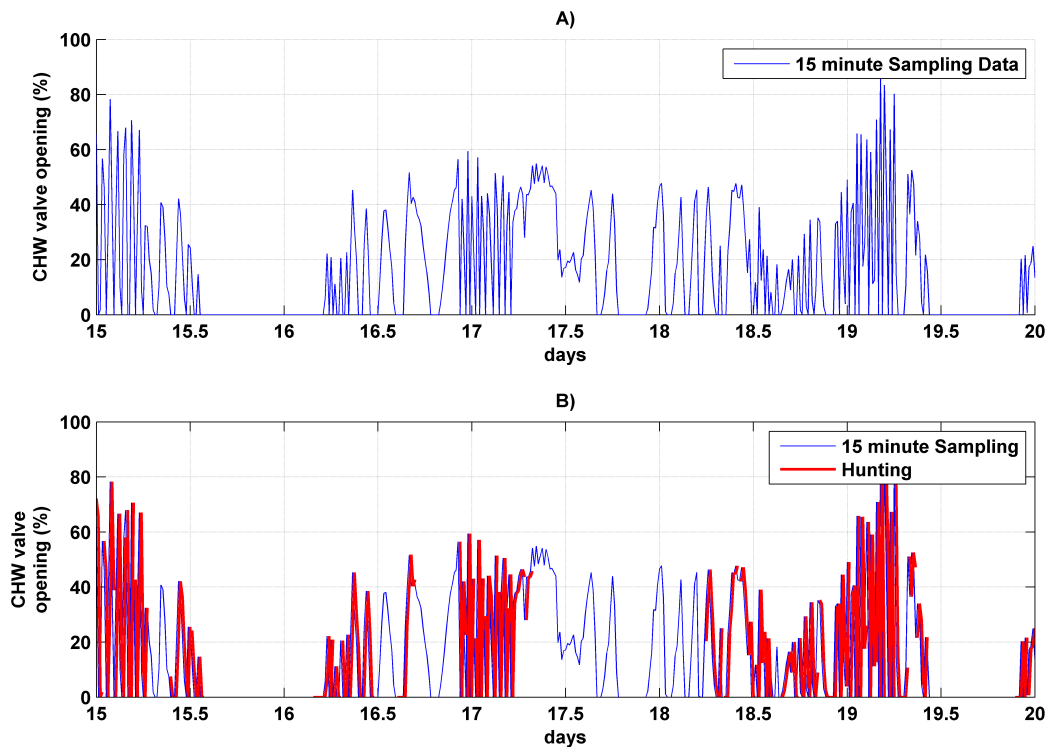 A)
100
80
60
40
20
0
CHW valve opening (%)
15 minute Sampling Data
15 15.5 16 16.5 17 17.5 18 18.5 19 19.5 20
days
B)
100
80
60
40
20
0
CHW valve
opening (%)
15 minute Sampling
Hunting
15 15.5 16 16.5 17 17.5 18 18.5 19 19.5 20
days